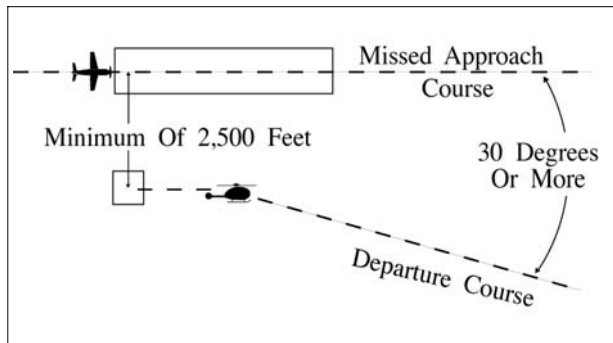 Missed Approach
Course
Minimum Of 2,500 Feet
30 Degrees
Or More
Departure Course